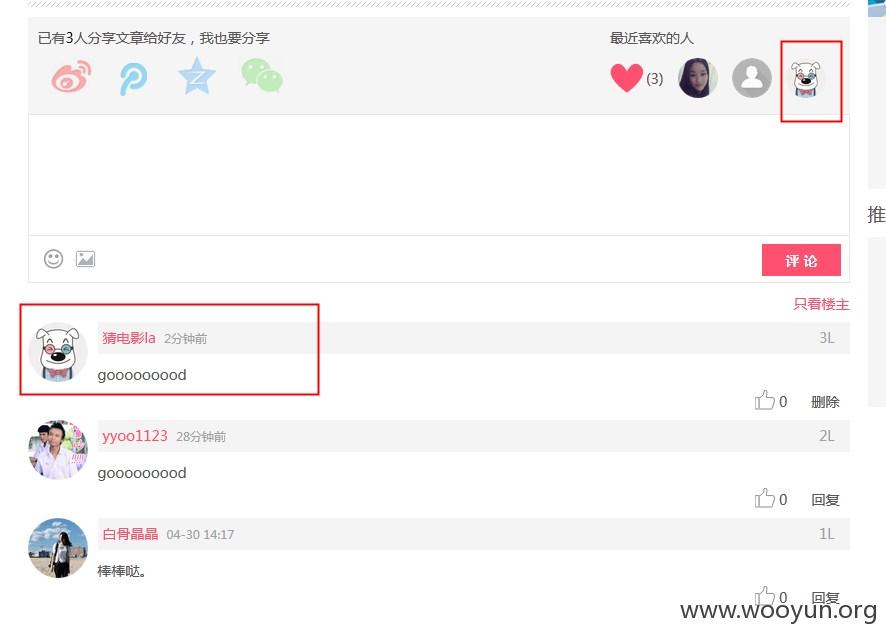 已有3人分享文章给好友，我也要分享
最近喜欢的人
(3)
推
评 论
只看楼主
猜电影la 2分钟前 3L
gooooooood
0 删除
yyoo1123 28分钟前 2L
gooooooood
0 回复
白骨晶晶 04-30 14:17 1L
棒棒哒。
0 回复
www.wooyun.org